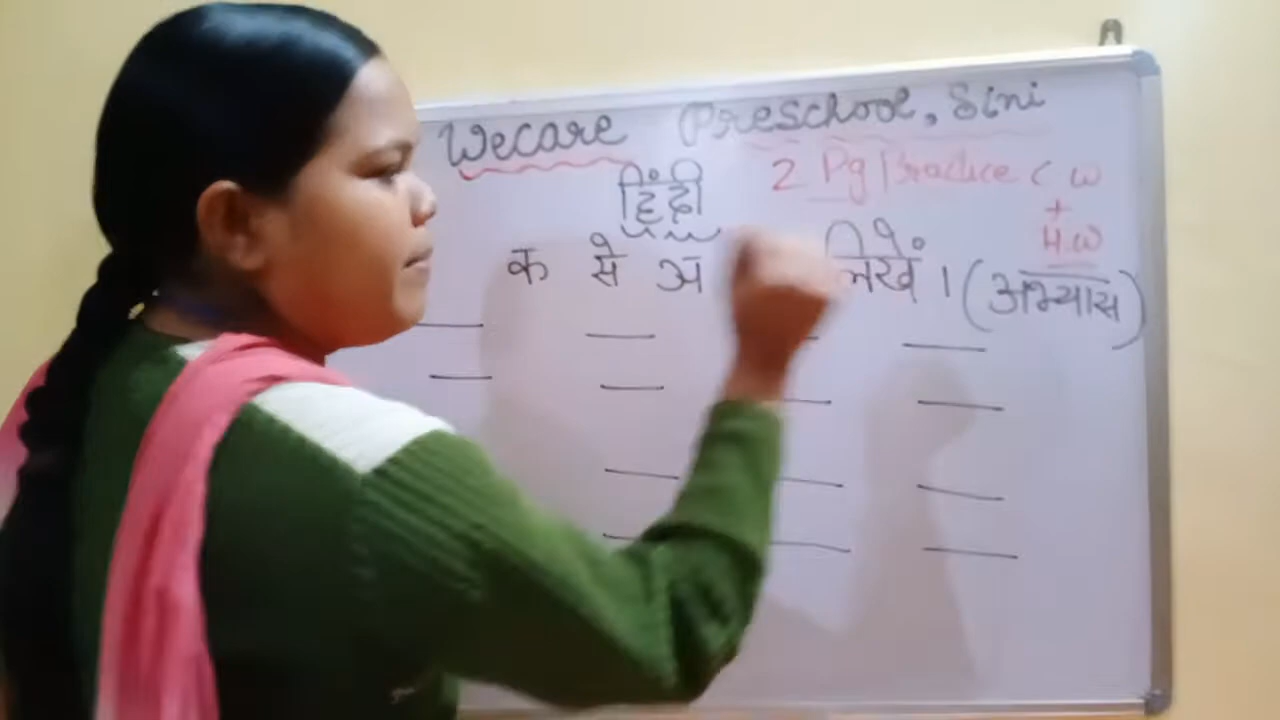 Wecare Preschool, Sini
हिंदी
2 Pg Practice C W
+
H.W
क से ञ लिखें । (अभ्यास)